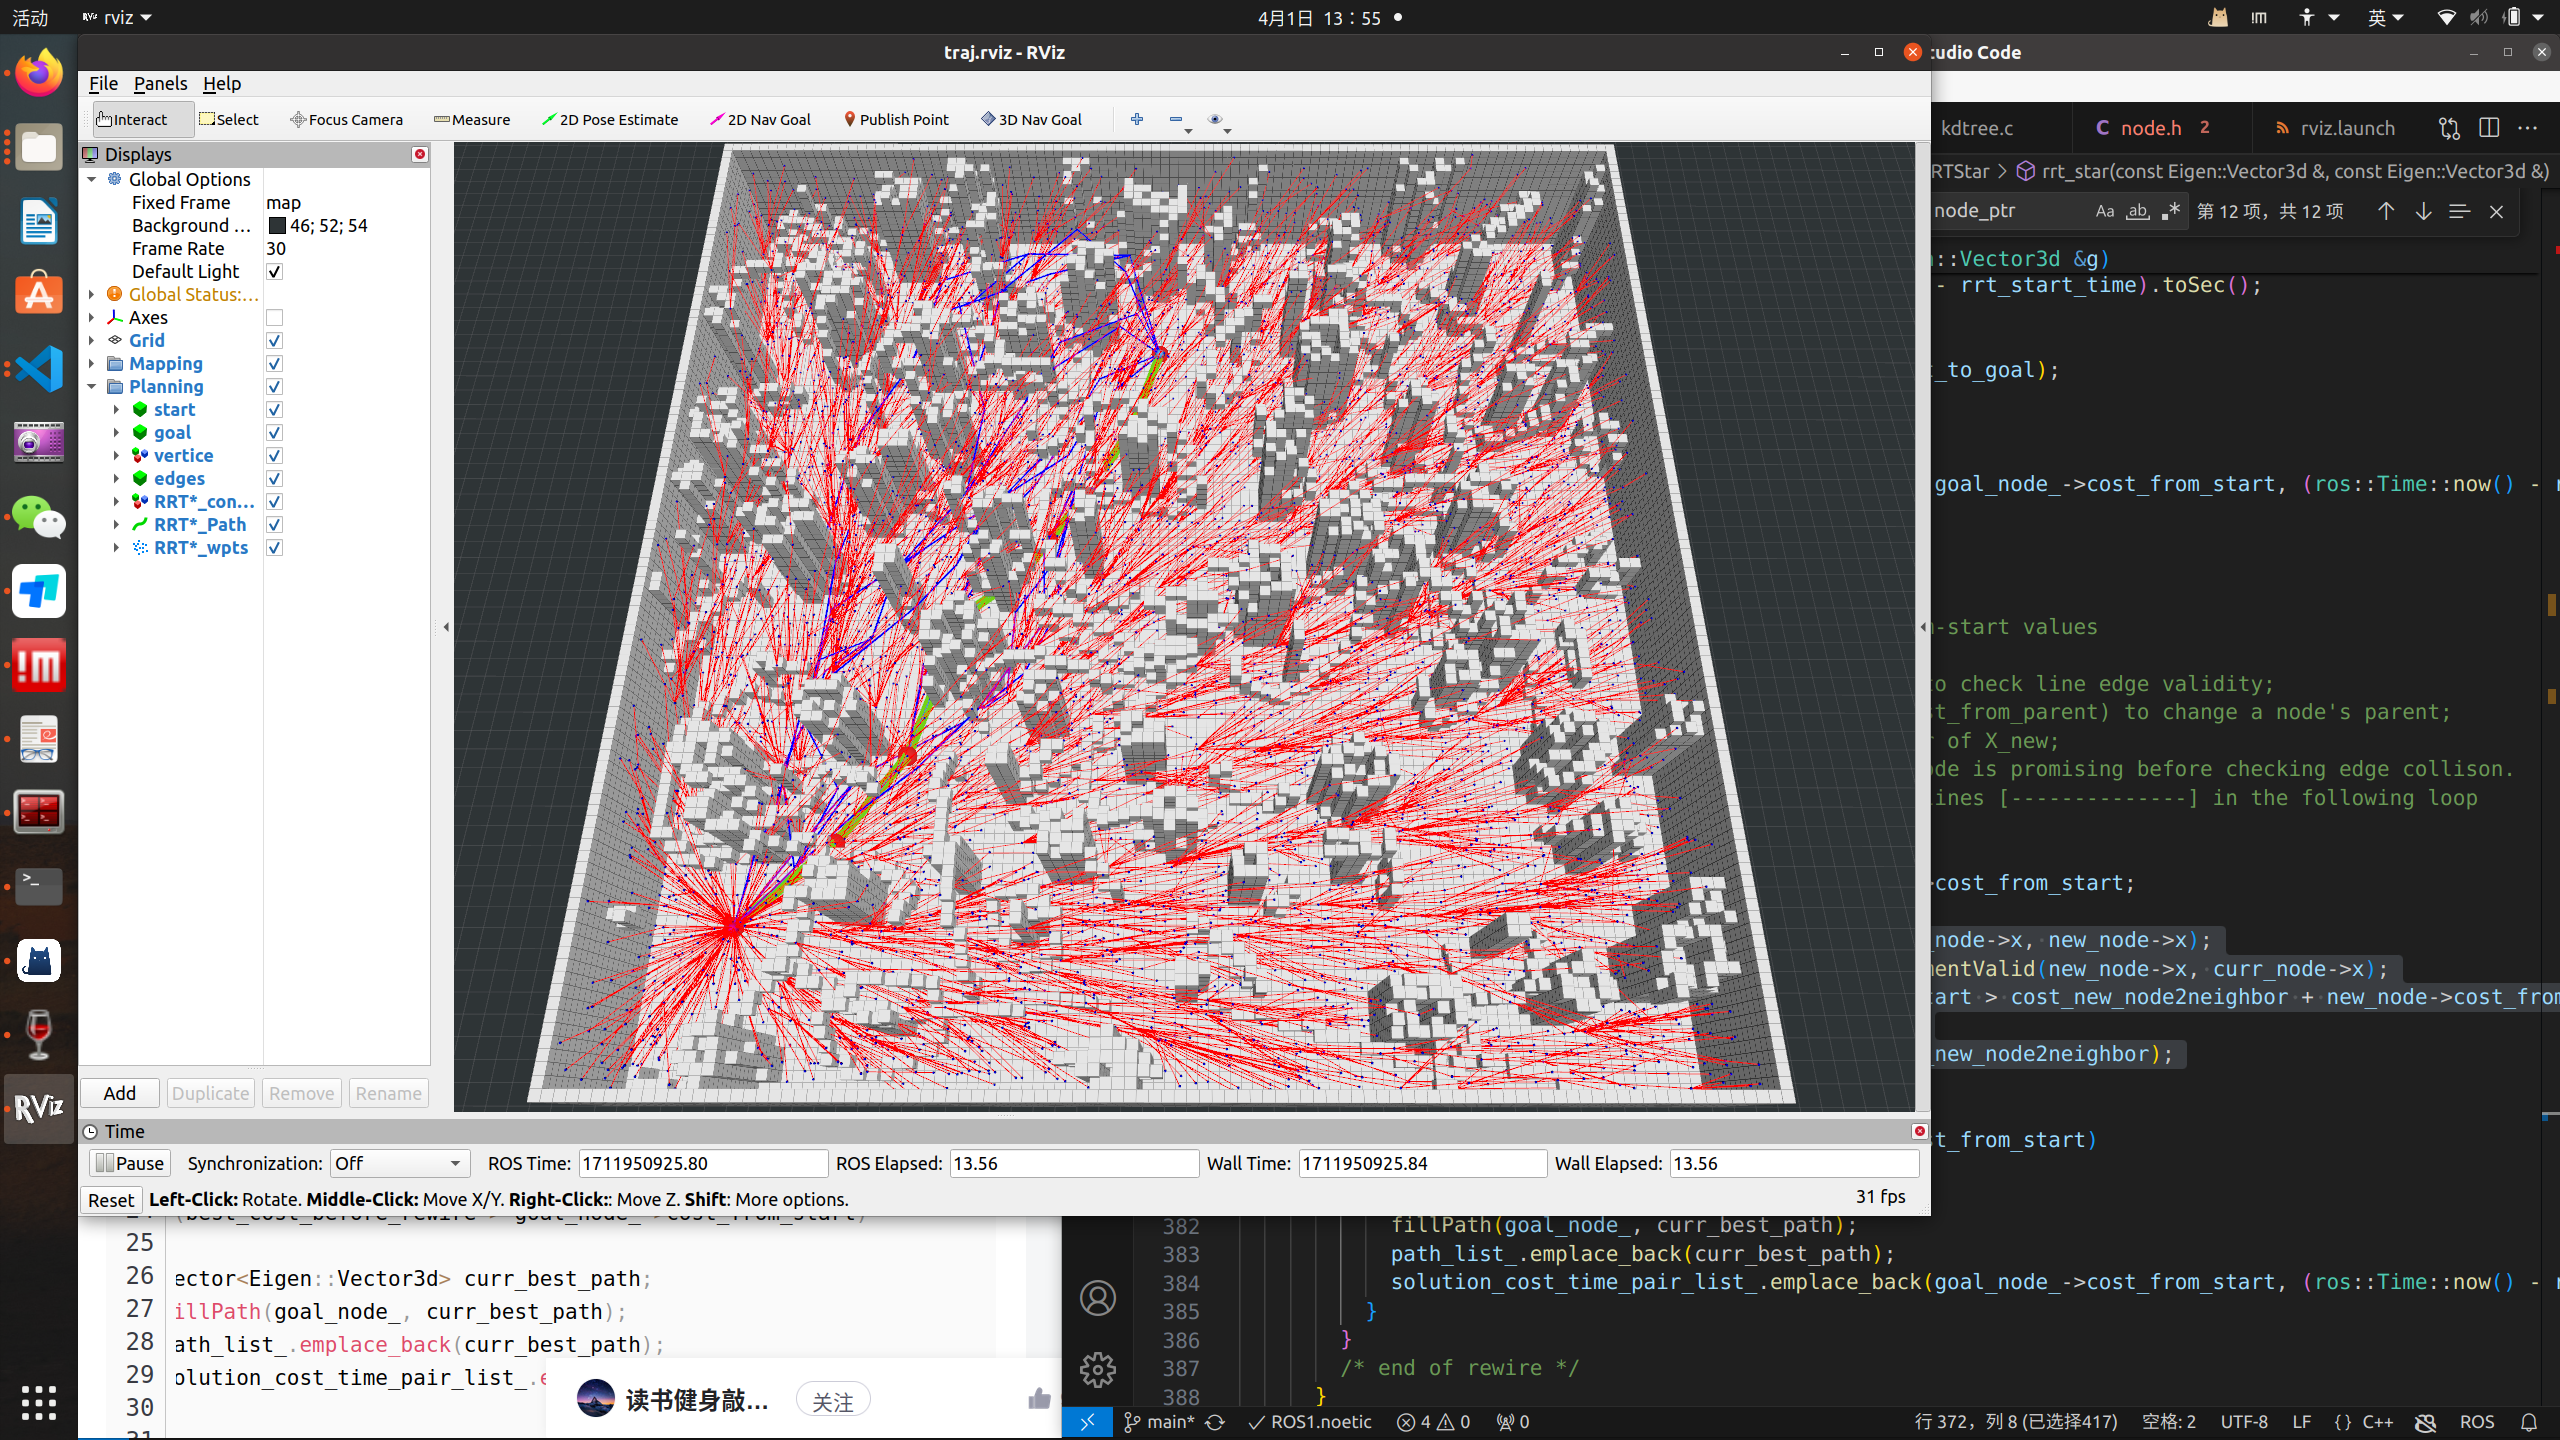 活动
rviz
4月1日 13：55
英
traj.rviz - RViz
tudio Code
File Panels Help
Interact Select Focus Camera Measure 2D Pose Estimate 2D Nav Goal Publish Point 3D Nav Goal
Displays
Global Options
Fixed Frame map
Background ... 46; 52; 54
Frame Rate 30
Default Light
Global Status:...
Axes
Grid
Mapping
Planning
start
goal
vertice
edges
RRT*_con...
RRT*_Path
RRT*_wpts
Add Duplicate Remove Rename
Time
Pause Synchronization: Off ROS Time: 1711950925.80 ROS Elapsed: 13.56 Wall Time: 1711950925.84 Wall Elapsed: 13.56
Reset Left-Click: Rotate. Middle-Click: Move X/Y. Right-Click:: Move Z. Shift: More options. 31 fps
kdtree.c C node.h 2 rviz.launch
RTStar > rrt_star(const Eigen::Vector3d &, const Eigen::Vector3d &)
node_ptr Aa ab .* 第 12 项，共 12 项
::Vector3d &g)
- rrt_start_time).toSec();
_to_goal);
goal_node_->cost_from_start, (ros::Time::now() - r
-start values
to check line edge validity;
st_from_parent) to change a node's parent;
r of X_new;
ode is promising before checking edge collison.
lines [--------------] in the following loop
cost_from_start;
_node->x, new_node->x);
mentValid(new_node->x, curr_node->x);
tart > cost_new_node2neighbor + new_node->cost_from
new_node2neighbor);
t_from_start)
25
26 ector<Eigen::Vector3d> curr_best_path;
27 illPath(goal_node_, curr_best_path);
28 ath_list_.emplace_back(curr_best_path);
29 olution_cost_time_pair_list_.e
30
读书健身敲... 关注
382 fillPath(goal_node_, curr_best_path);
383 path_list_.emplace_back(curr_best_path);
384 solution_cost_time_pair_list_.emplace_back(goal_node_->cost_from_start, (ros::Time::now() - r
385 }
386 }
387 /* end of rewire */
388 }
main* ROS1.noetic 4 0 0 行 372，列 8 (已选择417) 空格: 2 UTF-8 LF {} C++ ROS